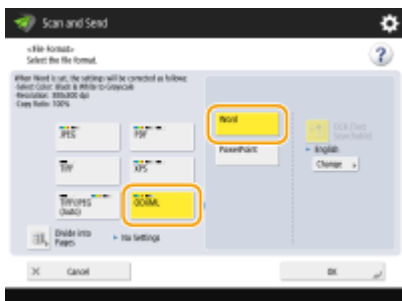 Scan and Send
<File Format>
Select the file format.
When Word is set, the settings will be corrected as follows:
-Select Color: Black & White to Grayscale
-Resolution: 300x300 dpi
-Copy Ratio: 100%
JPEG
PDF
TIFF
XPS
TIFF/JPEG
(Auto)
OOXML
Divide into
Pages
No Settings
Word
PowerPoint
OCR (Text
Searchable)
English
Change
Cancel
OK